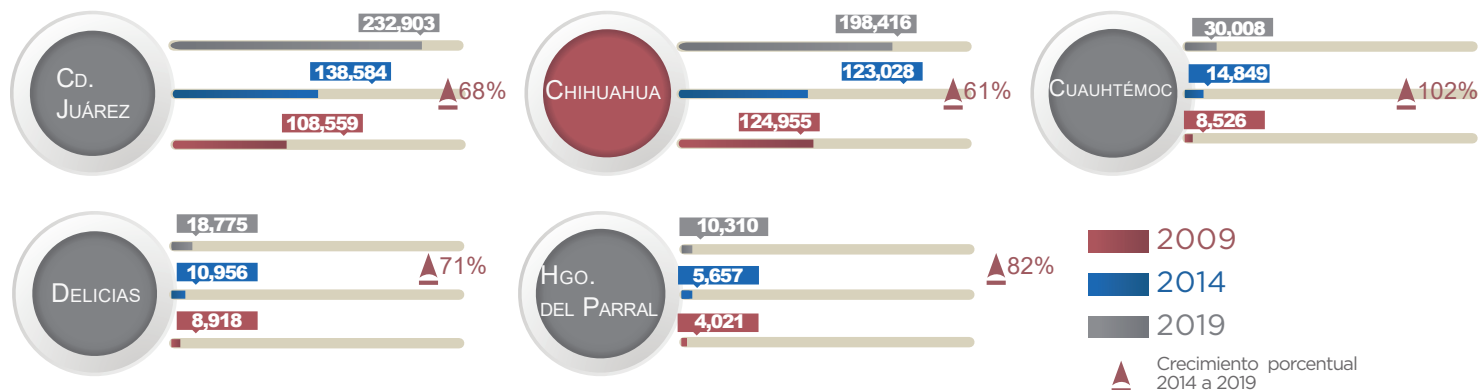 CD.
JUÁREZ
232,903
138,584
108,559
68%
CHIHUAHUA
198,416
123,028
124,955
61%
CUAUHTÉMOC
30,008
14,849
8,526
102%
DELICIAS
18,775
10,956
8,918
71%
HGO.
DEL PARRAL
10,310
5,657
4,021
82%
2009
2014
2019
Crecimiento porcentual
2014 a 2019